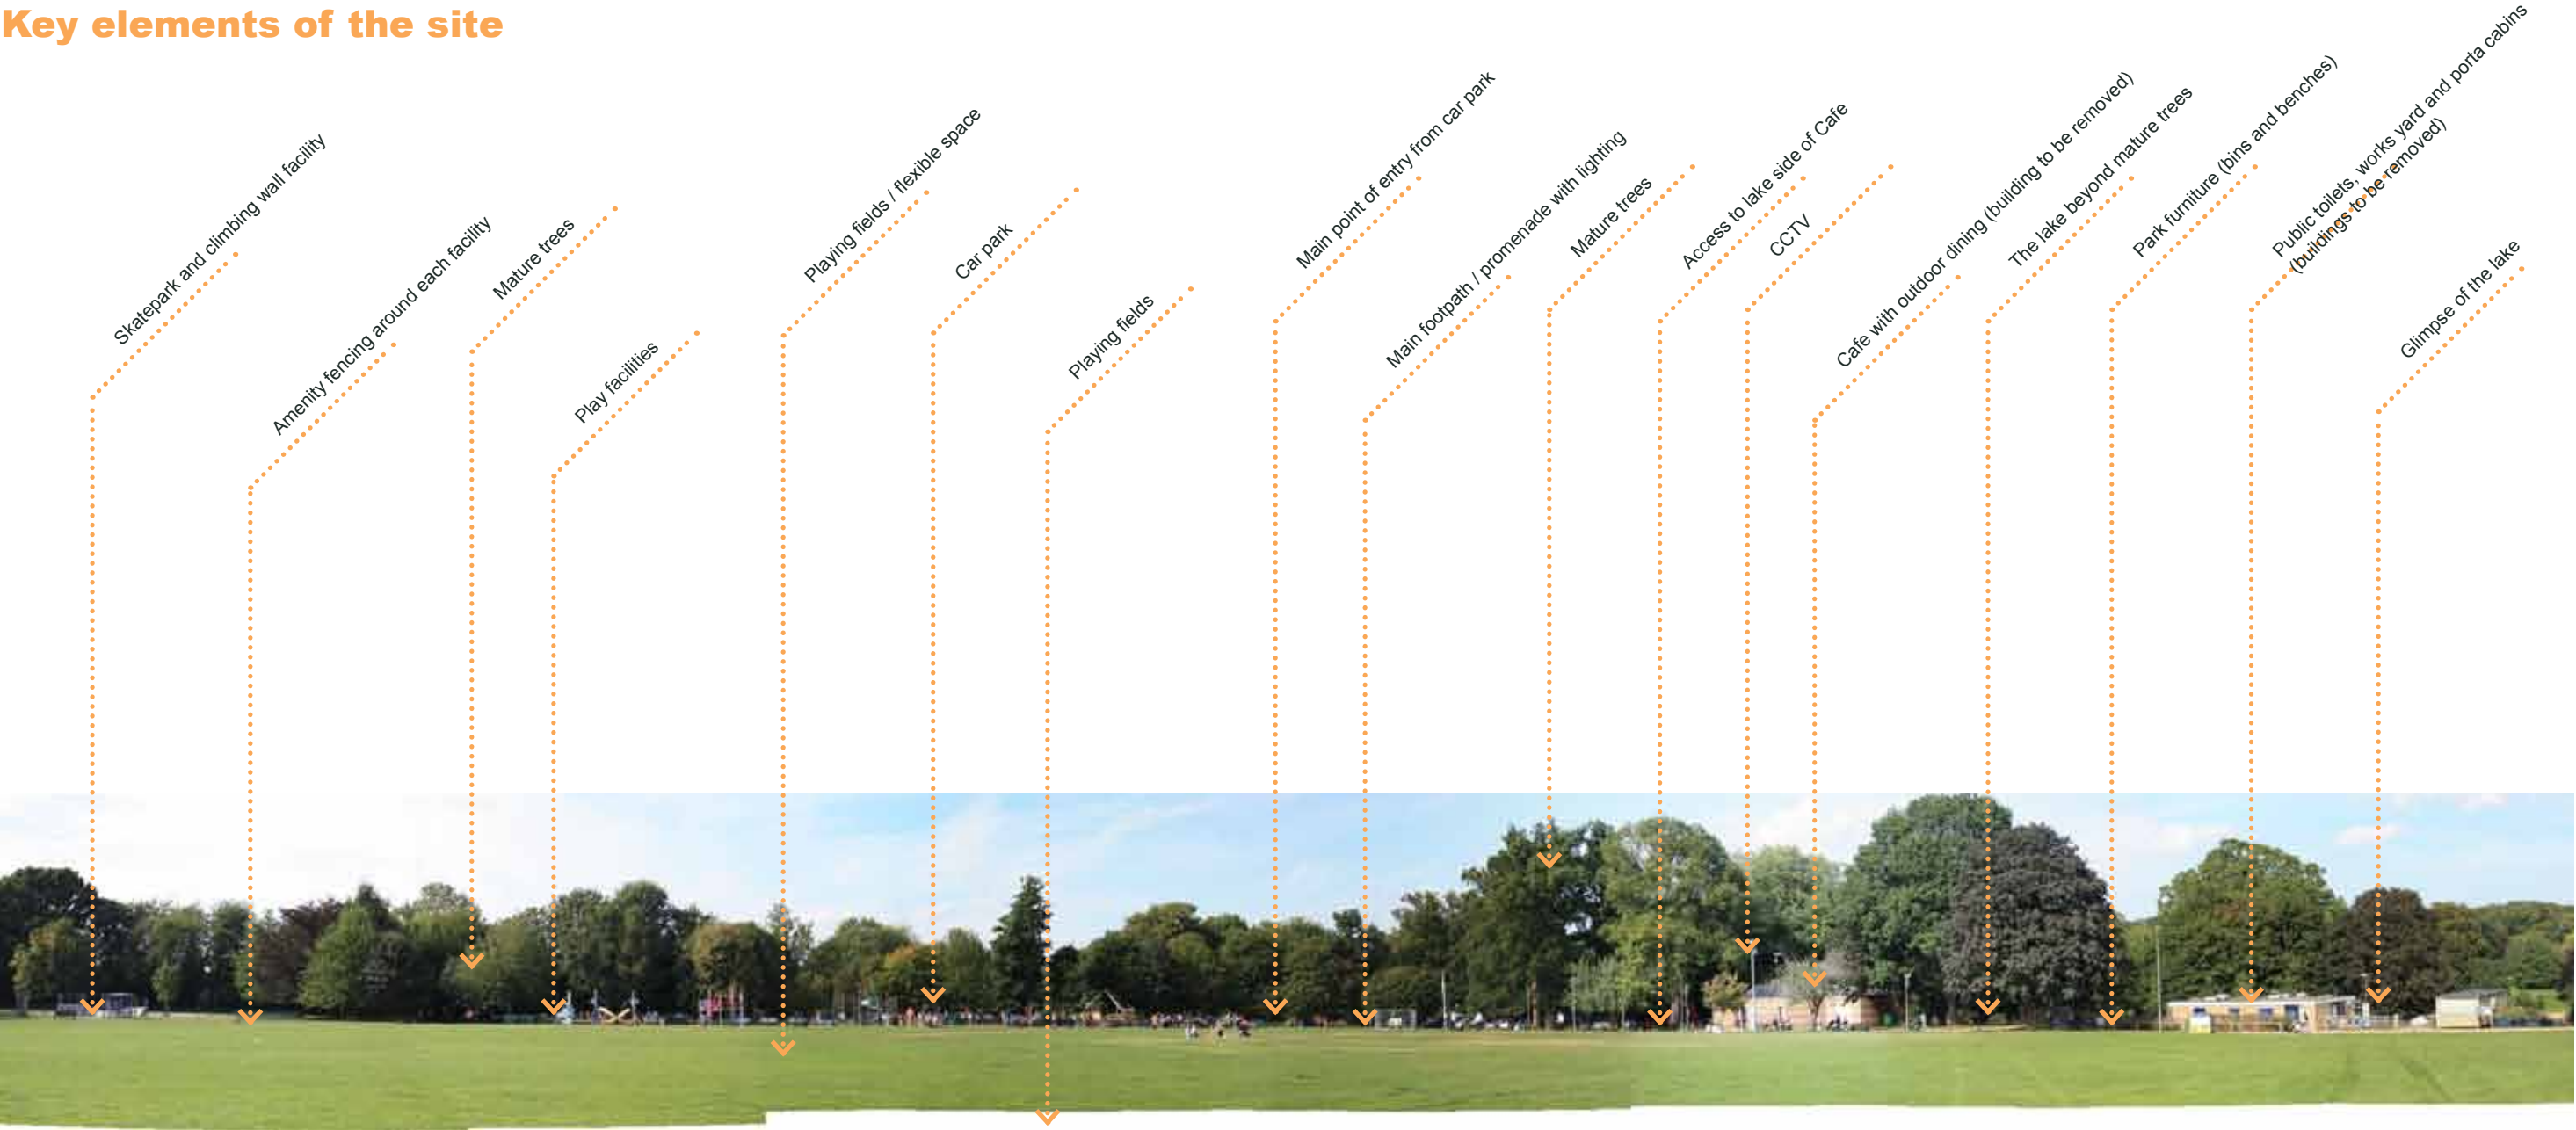 Key elements of the site
Skatepark and climbing wall facility
Amenity fencing around each facility
Mature trees
Play facilities
Playing fields / flexible space
Car park
Playing fields
Main point of entry from car park
Main footpath / promenade with lighting
Mature trees
Access to lake side of Cafe
CCTV
Cafe with outdoor dining (building to be removed)
The lake beyond mature trees
Park furniture (bins and benches)
Public toilets, works yard and porta cabins
(buildings to be removed)
Glimpse of the lake